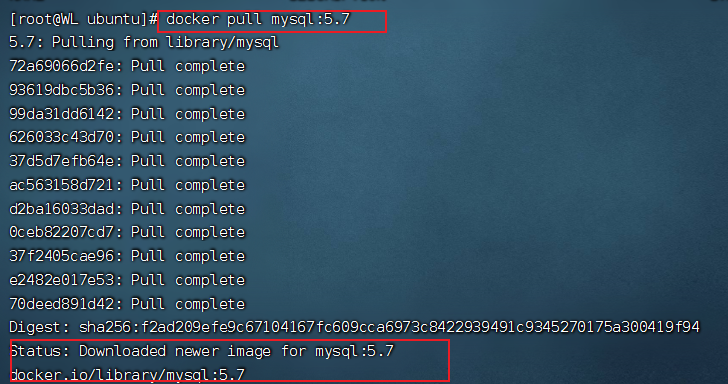 [root@WL ubuntu]# docker pull mysql:5.7
5.7: Pulling from library/mysql
72a69066d2fe: Pull complete
93619dbc5b36: Pull complete
99da31dd6142: Pull complete
626033c43d70: Pull complete
37d5d7efb64e: Pull complete
ac563158d721: Pull complete
d2ba16033dad: Pull complete
0ceb82207cd7: Pull complete
37f2405cae96: Pull complete
e2482e017e53: Pull complete
70deed891d42: Pull complete
Digest: sha256:f2ad209efe9c67104167fc609cca6973c8422939491c9345270175a300419f94
Status: Downloaded newer image for mysql:5.7
docker.io/library/mysql:5.7